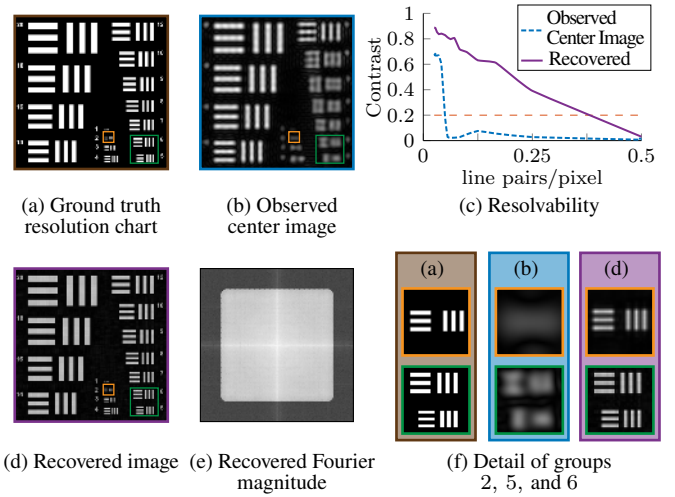 Observed
Center Image
Recovered
Contrast
1
0.8
0.6
0.4
0.2
0
0
0.25
0.5
line pairs/pixel
(a) Ground truth
resolution chart
(b) Observed
center image
(c) Resolvability
(a)
(b)
(d)
(d) Recovered image
(e) Recovered Fourier
magnitude
(f) Detail of groups
2, 5, and 6